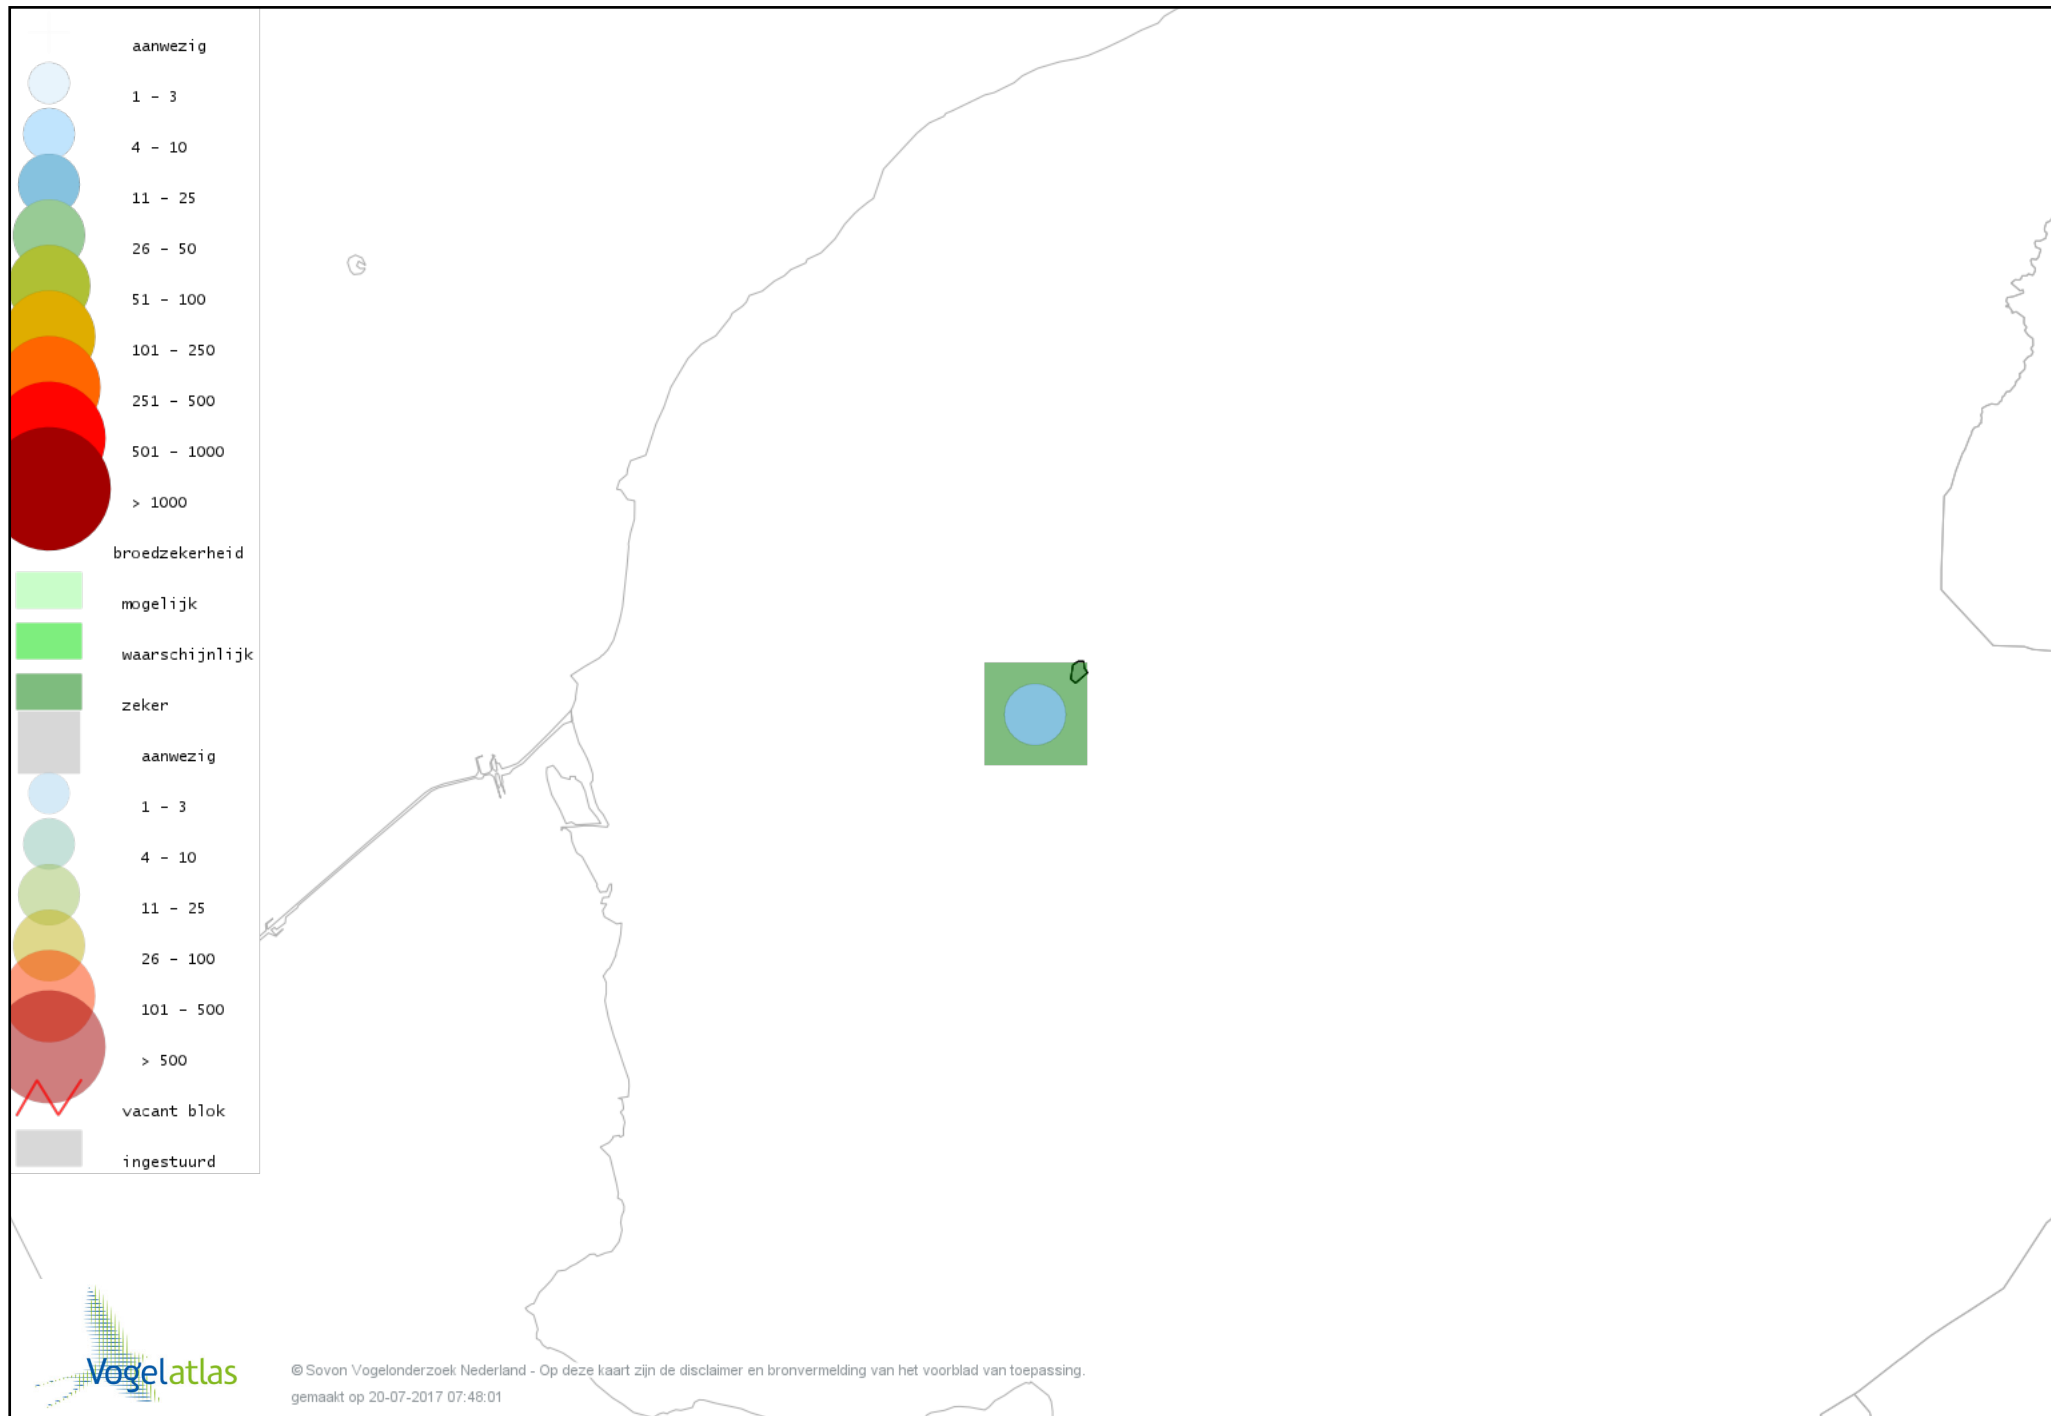 aanwezig
1 - 3
4 - 10
11 - 25
26 - 50
51 - 100
101 - 250
251 - 500
501 - 1000
> 1000
broedzekerheid
mogelijk
waarschijnlijk
zeker
aanwezig
1 - 3
4 - 10
11 - 25
26 - 100
101 - 500
> 500
vacant blok
ingestuurd
Vogelatlas
© Sovon Vogelonderzoek Nederland - Op deze kaart zijn de disclaimer en bronvermelding van het voorblad van toepassing.
gemaakt op 20-07-2017 07:48:01